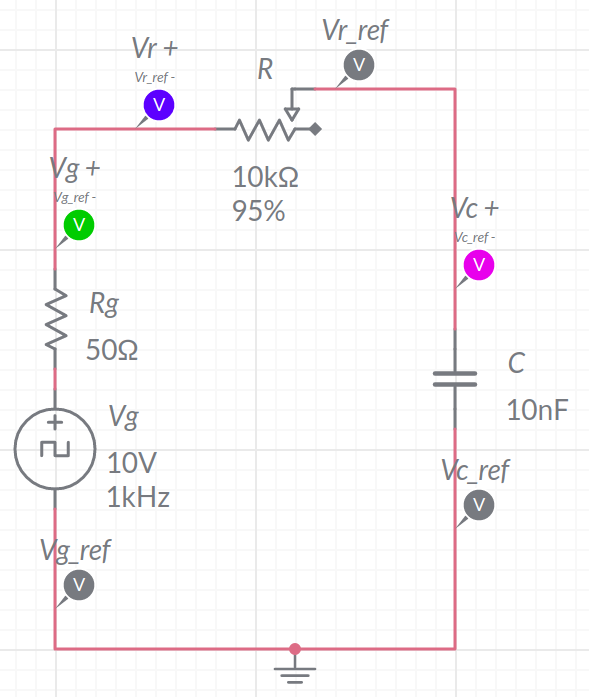 Vr_ref
Vr +
Vr_ref -
V
V
R
10kΩ
95%
Vg +
Vg_ref -
V
Vc +
Vc_ref -
V
Rg
50Ω
C
10nF
Vg
+
10V
1kHz
Vc_ref
V
Vg_ref
V